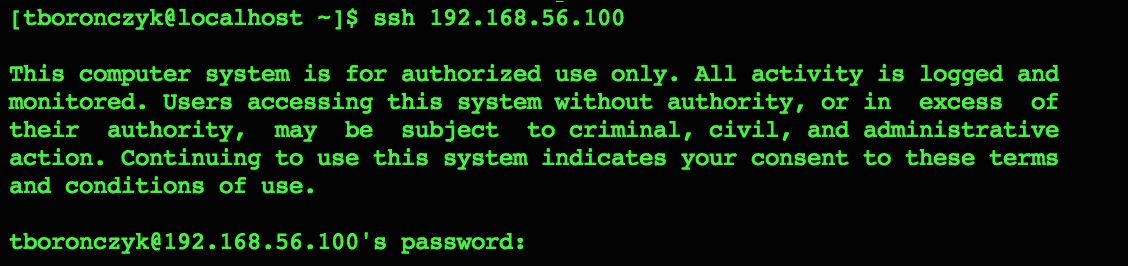 [tboronczyk@localhost ~]$ ssh 192.168.56.100
This computer system is for authorized use only. All activity is logged and
monitored. Users accessing this system without authority, or in  excess  of
their  authority,  may  be  subject  to criminal, civil, and administrative
action. Continuing to use this system indicates your consent to these terms
and conditions of use.
tboronczyk@192.168.56.100's password: